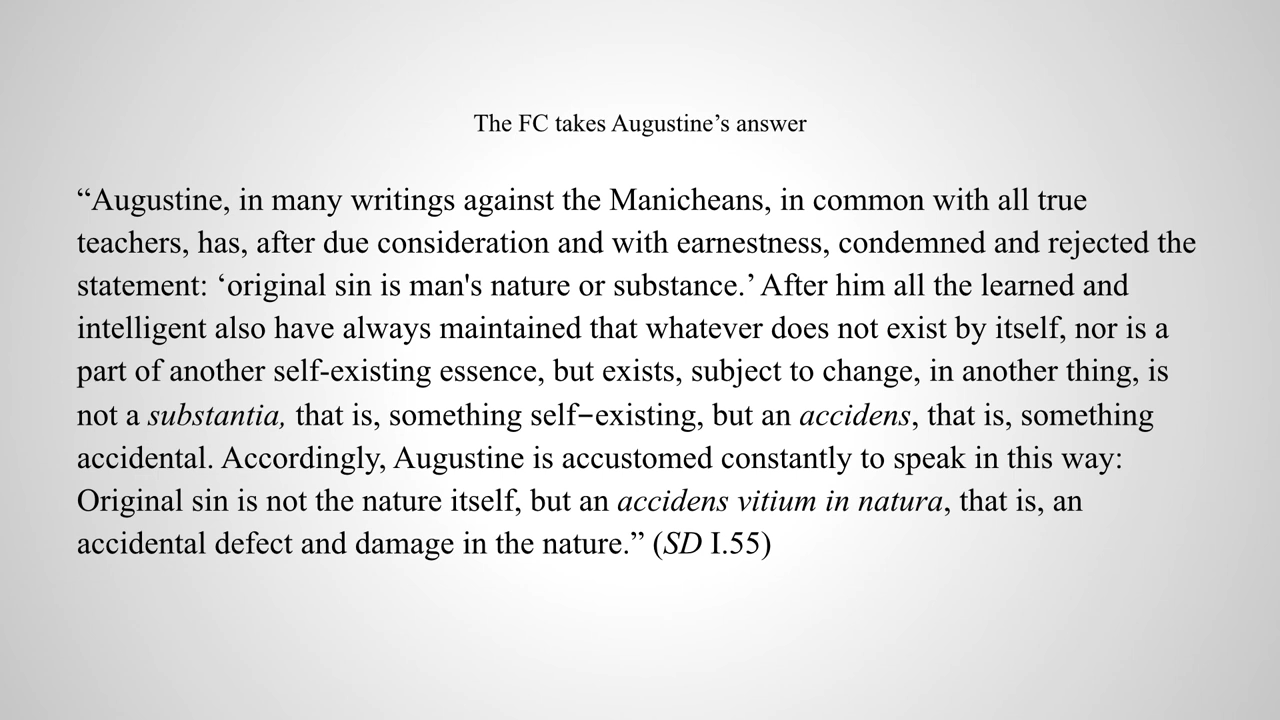 The FC takes Augustine’s answer
“Augustine, in many writings against the Manicheans, in common with all true
teachers, has, after due consideration and with earnestness, condemned and rejected the
statement: ‘original sin is man's nature or substance.’ After him all the learned and
intelligent also have always maintained that whatever does not exist by itself, nor is a
part of another self-existing essence, but exists, subject to change, in another thing, is
not a substantia, that is, something self−existing, but an accidens, that is, something
accidental. Accordingly, Augustine is accustomed constantly to speak in this way:
Original sin is not the nature itself, but an accidens vitium in natura, that is, an
accidental defect and damage in the nature.” (SD I.55)